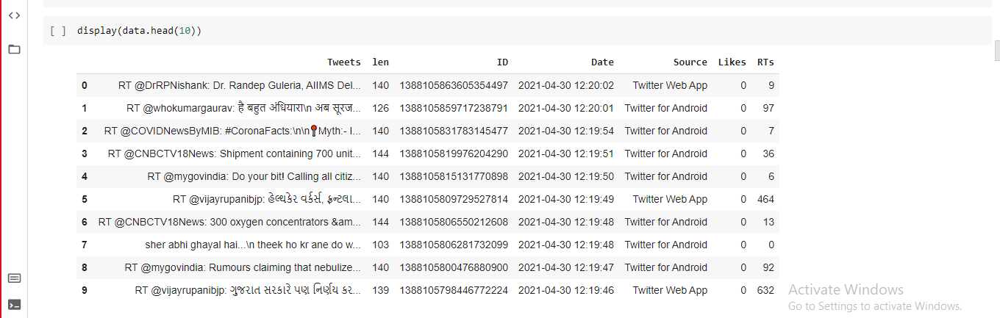 [ ] display(data.head(10))
Tweets len ID Date Source Likes RTs
0 RT @DrRPNishank: Dr. Randep Guleria, AIIMS Del... 140 1388105863605354497 2021-04-30 12:20:02 Twitter Web App 0 9
1 RT @whokumargaurav: है बहुत अंधियारा\n अब सूरज... 126 1388105859717238791 2021-04-30 12:20:01 Twitter for Android 0 97
2 RT @COVIDNewsByMIB: #CoronaFacts:\n\n📍Myth:- I... 140 1388105831783145477 2021-04-30 12:19:54 Twitter for Android 0 7
3 RT @CNBCTV18News: Shipment containing 700 unit... 144 1388105819976204290 2021-04-30 12:19:51 Twitter for Android 0 36
4 RT @mygovindia: Do your bit! Calling all citiz... 140 1388105815131770898 2021-04-30 12:19:50 Twitter for Android 0 6
5 RT @vijayrupanibjp: હેલ્થકેર વર્કર્સ, ફ્રન્ટલા... 140 1388105809729527814 2021-04-30 12:19:49 Twitter Web App 0 464
6 RT @CNBCTV18News: 300 oxygen concentrators &am... 144 1388105806550212608 2021-04-30 12:19:48 Twitter for Android 0 13
7 sher abhi ghayal hai...\n theek ho kr ane do w... 103 1388105806281732099 2021-04-30 12:19:48 Twitter for Android 0 0
8 RT @mygovindia: Rumours claiming that nebulize... 140 1388105800476880900 2021-04-30 12:19:47 Twitter for Android 0 92
9 RT @vijayrupanibjp: ગુજરાત સરકારે પણ નિર્ણય કર... 139 1388105798446772224 2021-04-30 12:19:46 Twitter Web App 0 632
Activate Windows
Go to Settings to activate Windows.